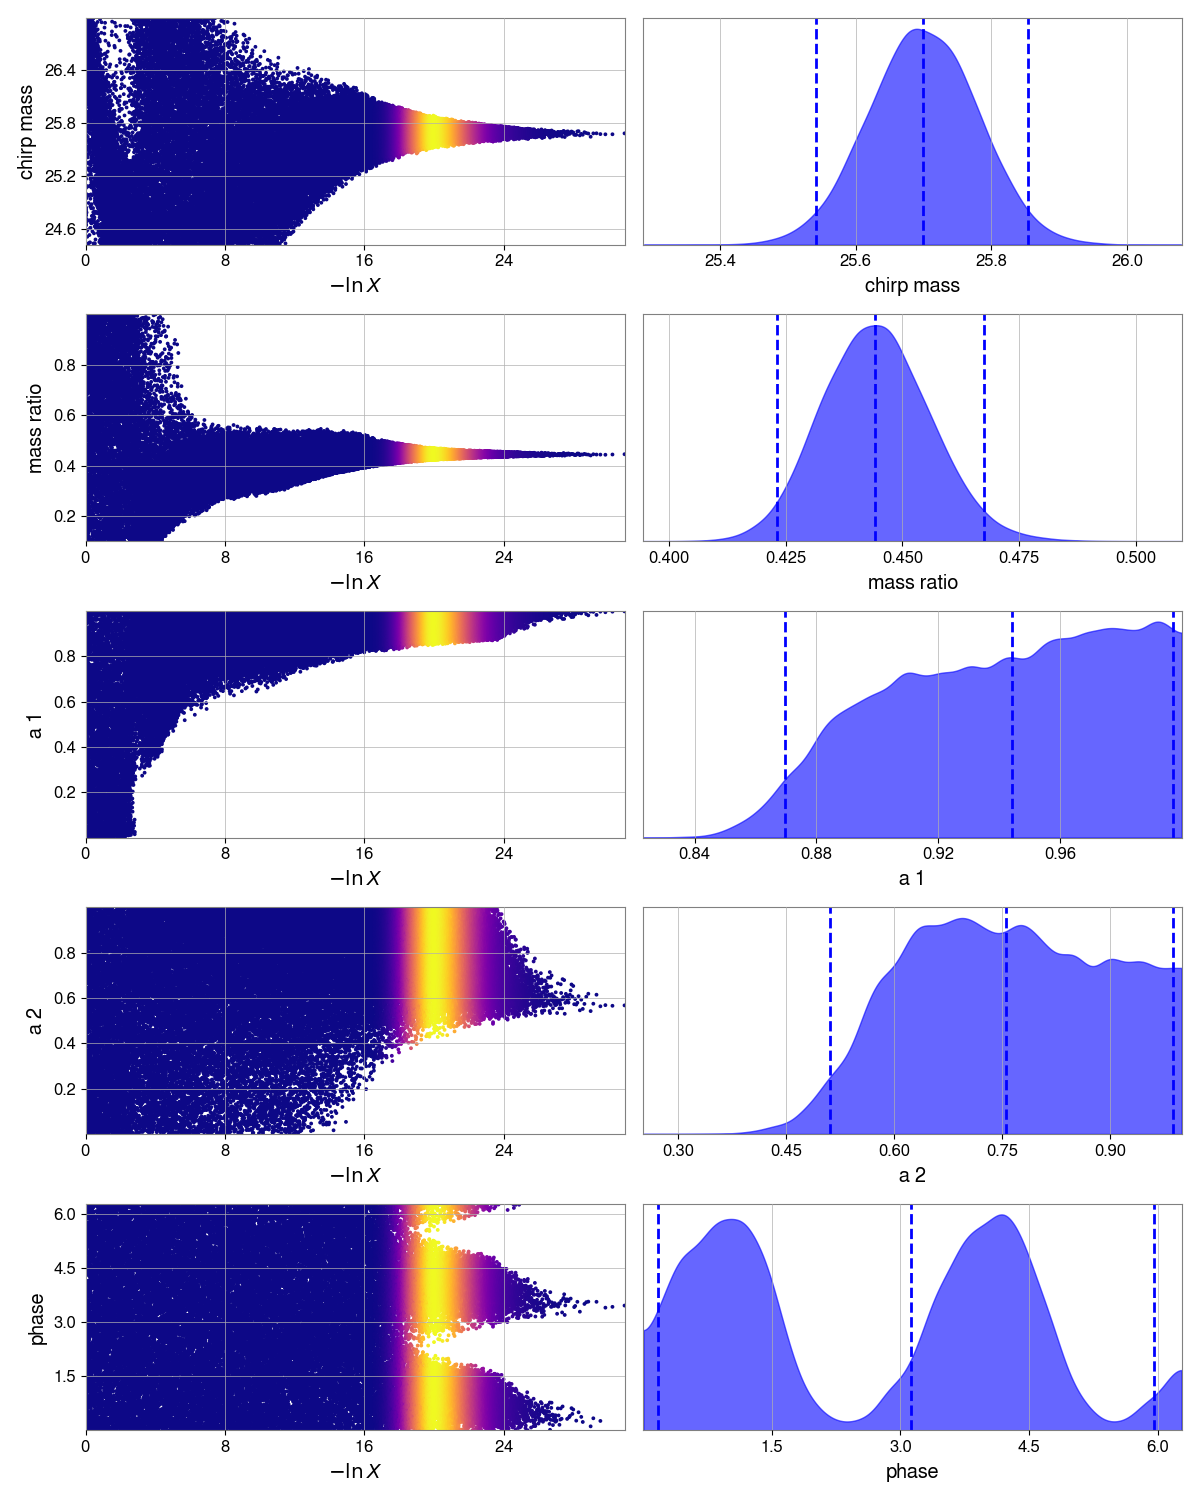 26.4
25.8
25.2
24.6
chirp mass
0 8 16 24
−ln X
25.4 25.6 25.8 26.0
chirp mass
0.8
0.6
0.4
0.2
mass ratio
0 8 16 24
−ln X
0.400 0.425 0.450 0.475 0.500
mass ratio
0.8
0.6
0.4
0.2
a 1
0 8 16 24
−ln X
0.84 0.88 0.92 0.96
a 1
0.8
0.6
0.4
0.2
a 2
0 8 16 24
−ln X
0.30 0.45 0.60 0.75 0.90
a 2
6.0
4.5
3.0
1.5
phase
0 8 16 24
−ln X
1.5 3.0 4.5 6.0
phase